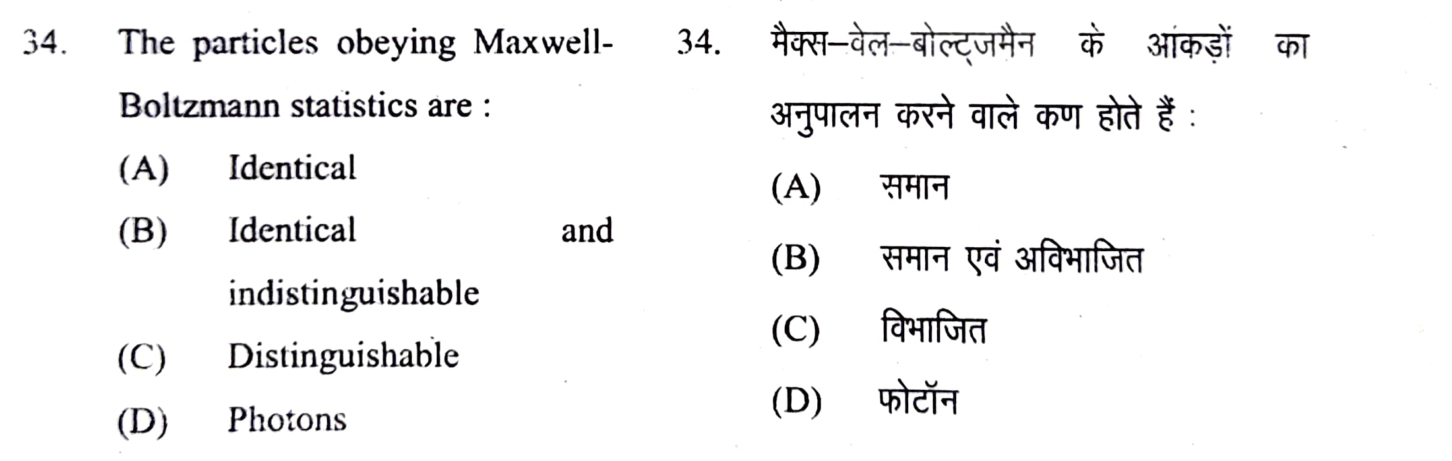 34. The particles obeying Maxwell-
Boltzmann statistics are :
(A) Identical
(B) Identical and
indistinguishable
(C) Distinguishable
(D) Photons
34. मैक्स–वेल–बोल्ट्जमैन के आंकड़ों का
अनुपालन करने वाले कण होते हैं :
(A) समान
(B) समान एवं अविभाजित
(C) विभाजित
(D) फोटॉन